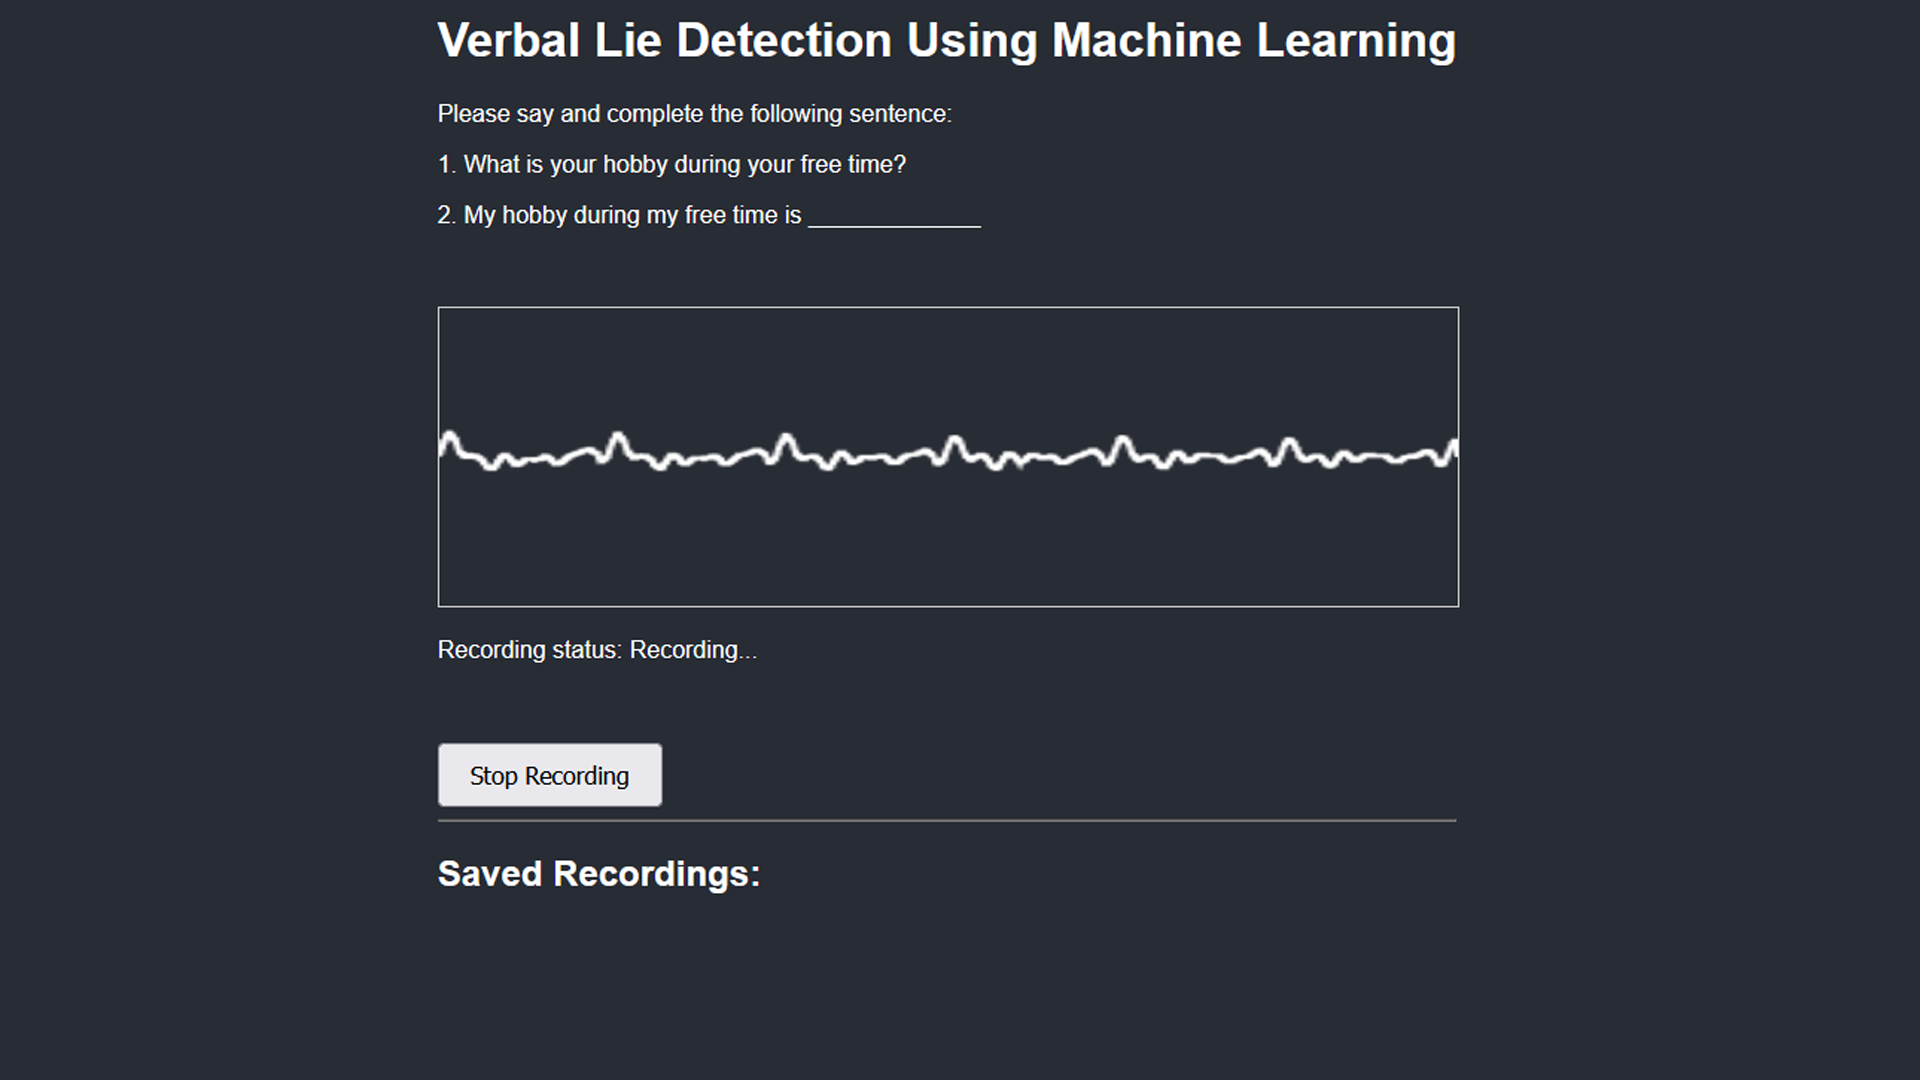 Verbal Lie Detection Using Machine Learning
Please say and complete the following sentence:
1. What is your hobby during your free time?
2. My hobby during my free time is _____________
Recording status: Recording...
Stop Recording
Saved Recordings: